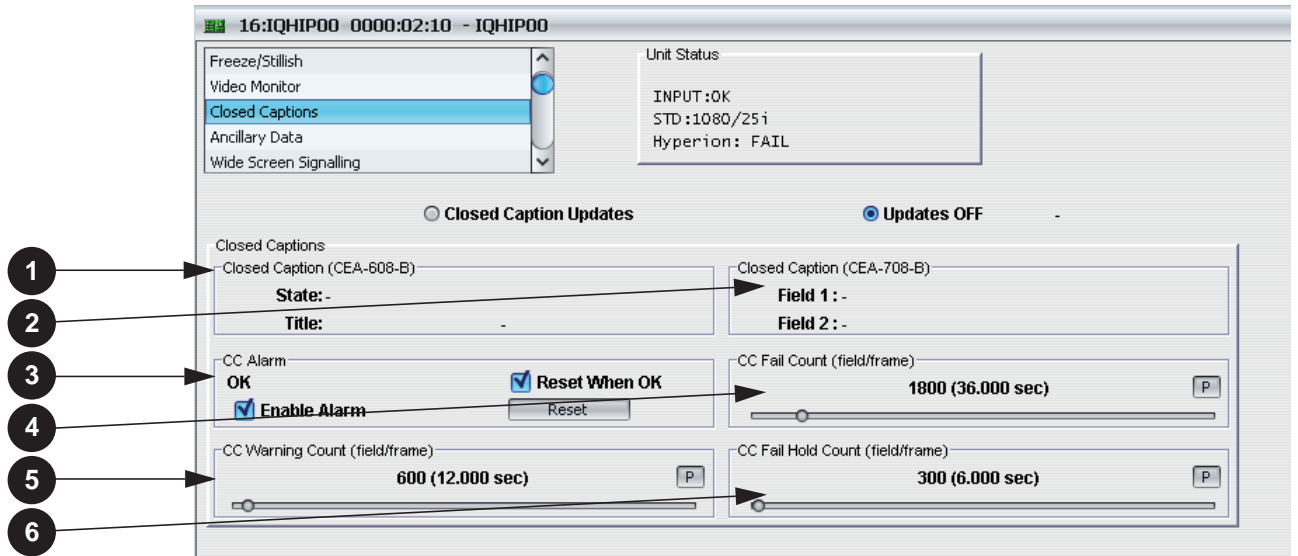 16:IQHIP00 0000:02:10 - IQHIP00
Freeze/Stillish
Video Monitor
Closed Captions
Ancillary Data
Wide Screen Signalling
Unit Status
INPUT:OK
STD:1080/25i
Hyperion: FAIL
Closed Caption Updates
Updates OFF -
Closed Captions
1
Closed Caption (CEA-608-B)
State: -
Title: -
2
Closed Caption (CEA-708-B)
Field 1 : -
Field 2 : -
3
CC Alarm
OK
Reset When OK
Enable Alarm
Reset
4
CC Fail Count (field/frame)
1800 (36.000 sec)
P
5
CC Warning Count (field/frame)
600 (12.000 sec)
P
6
CC Fail Hold Count (field/frame)
300 (6.000 sec)
P